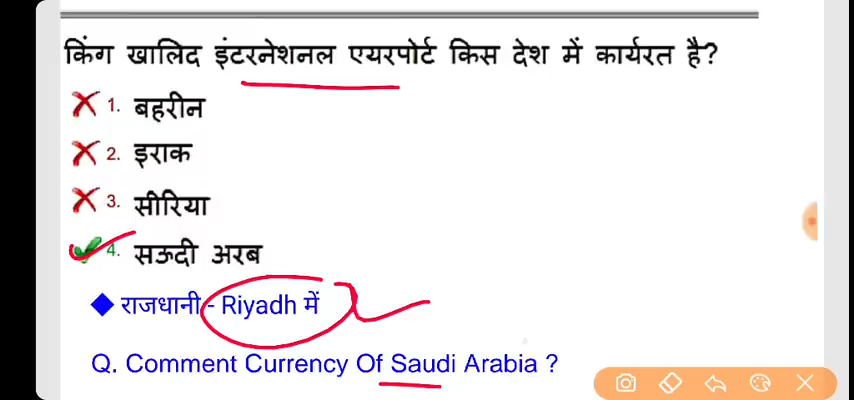 किंग खालिद इंटरनेशनल एयरपोर्ट किस देश में कार्यरत है?
1. बहरीन
2. इराक
3. सीरिया
4. सऊदी अरब
राजधानी - Riyadh में
Q. Comment Currency Of Saudi Arabia ?